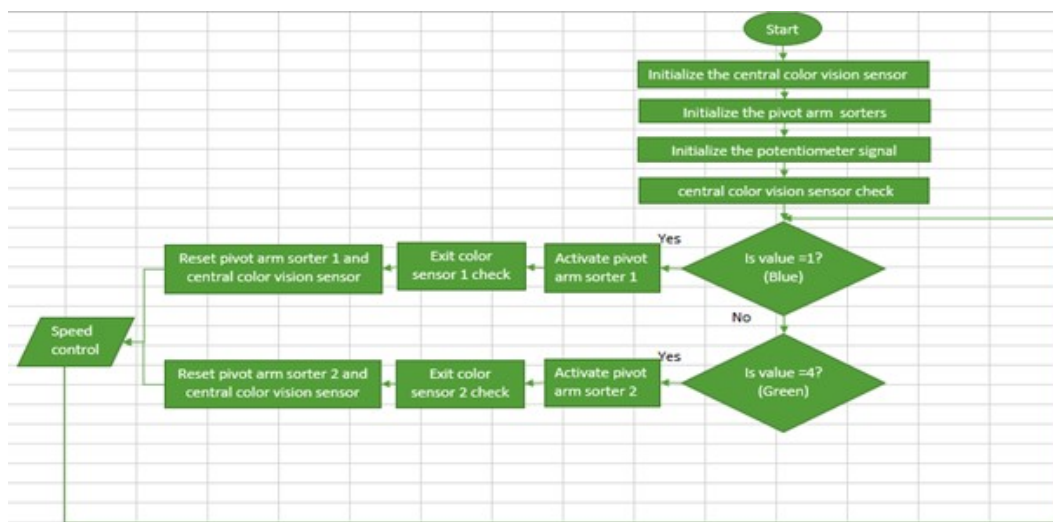 Start
Initialize the central color vision sensor
Initialize the pivot arm sorters
Initialize the potentiometer signal
central color vision sensor check
Is value =1?
(Blue)
Yes
Activate pivot
arm sorter 1
Exit color
sensor 1 check
Reset pivot arm sorter 1 and
central color vision sensor
No
Speed
control
Is value =4?
(Green)
Yes
Activate pivot
arm sorter 2
Exit color
sensor 2 check
Reset pivot arm sorter 2 and
central color vision sensor